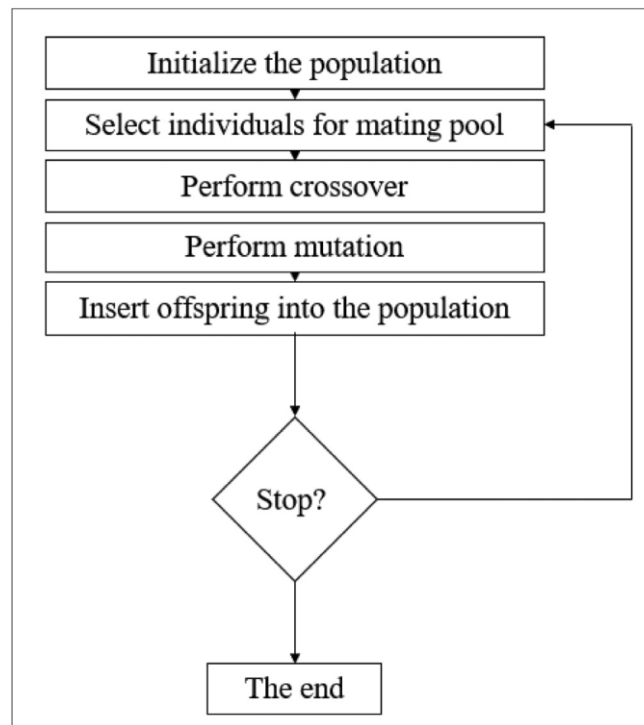 Initialize the population
Select individuals for mating pool
Perform crossover
Perform mutation
Insert offspring into the population
Stop?
The end